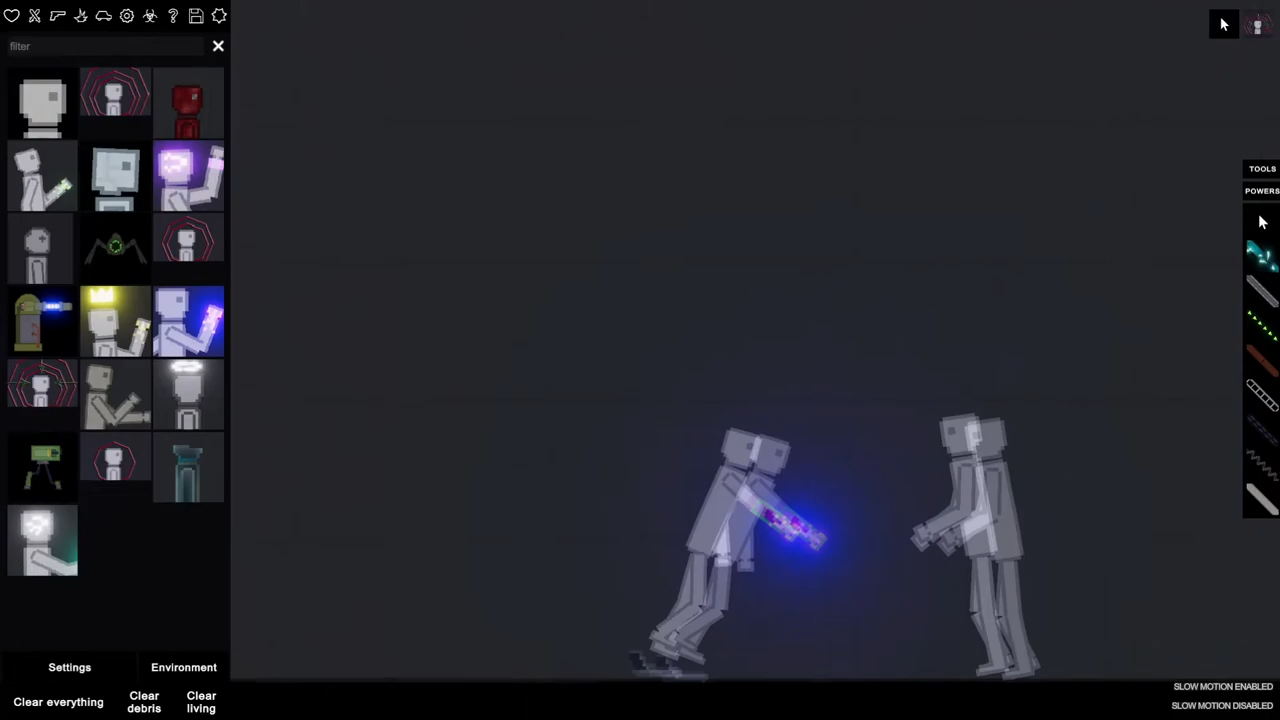 filter
TOOLS
POWERS
Settings
Environment
Clear everything
Clear
debris
Clear
living
SLOW MOTION ENABLED
SLOW MOTION DISABLED